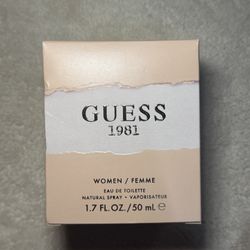 GUESS
1981
WOMEN / FEMME
EAU DE TOILETTE
NATURAL SPRAY • VAPORISATEUR
1.7 FL.OZ./50 mL e